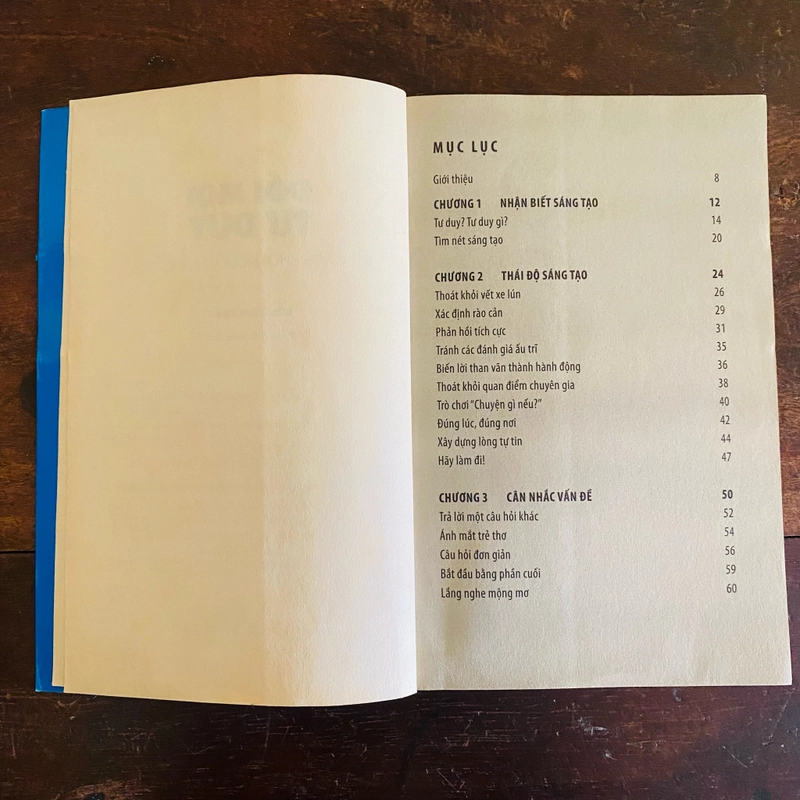 MỤC LỤC
Giới thiệu 8
CHƯƠNG 1 NHẬN BIẾT SÁNG TẠO 12
Tư duy? Tư duy gì? 14
Tìm nét sáng tạo 20
CHƯƠNG 2 THÁI ĐỘ SÁNG TẠO 24
Thoát khỏi vết xe lún 26
Xác định rào cản 29
Phản hồi tích cực 31
Tránh các đánh giá ấu trĩ 35
Biến lời than vãn thành hành động 36
Thoát khỏi quan điểm chuyên gia 38
Trò chơi “Chuyện gì nếu?” 40
Đúng lúc, đúng nơi 42
Xây dựng lòng tự tin 44
Hãy làm đi! 47
CHƯƠNG 3 CÂN NHẮC VẤN ĐỀ 50
Trả lời một câu hỏi khác 52
Ánh mắt trẻ thơ 54
Câu hỏi đơn giản 56
Bắt đầu bằng phần cuối 59
Lắng nghe mộng mơ 60